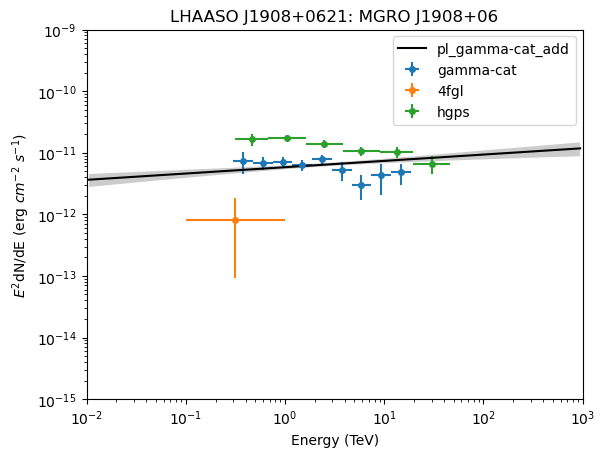 LHAASO J1908+0621: MGRO J1908+06
pl_gamma-cat_add
gamma-cat
4fgl
hgps
E²dN/dE (erg cm⁻² s⁻¹)
10⁻⁹
10⁻¹⁰
10⁻¹¹
10⁻¹²
10⁻¹³
10⁻¹⁴
10⁻¹⁵
10⁻² 10⁻¹ 10⁰ 10¹ 10² 10³
Energy (TeV)